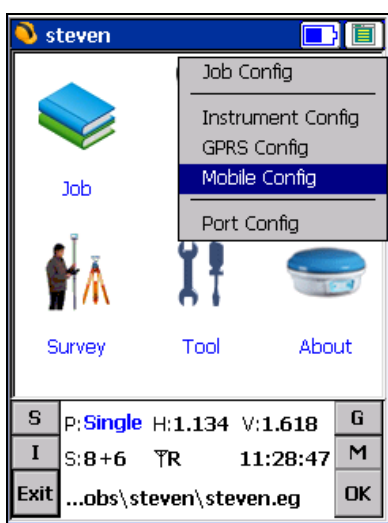 steven
Job Config
Instrument Config
GPRS Config
Mobile Config
Port Config
Job
Survey Tool About
S P:Single H:1.134 V:1.618 G
I S:8+6 R 11:28:47 M
Exit ...obs\steven\steven.eg OK